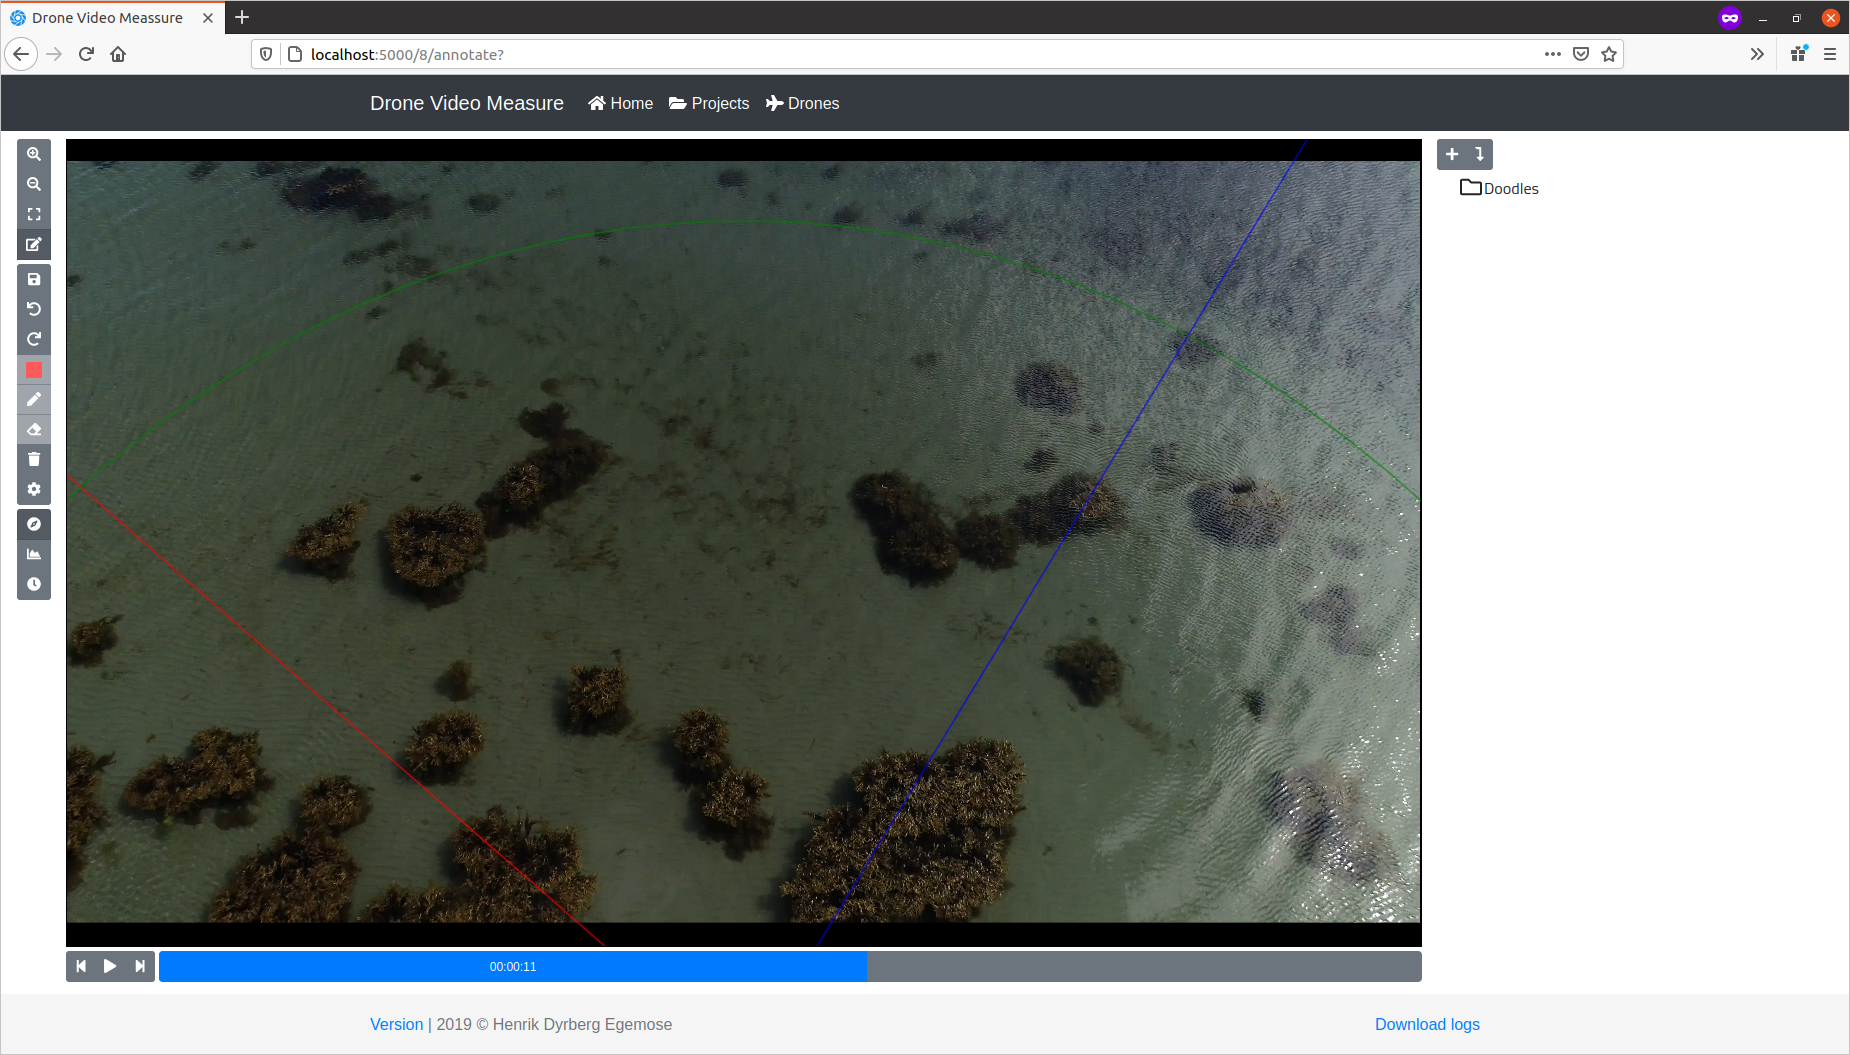 Drone Video Meassure
localhost:5000/8/annotate?
Drone Video Measure Home Projects Drones
Doodles
00:00:11
Version | 2019 © Henrik Dyrberg Egemose
Download logs